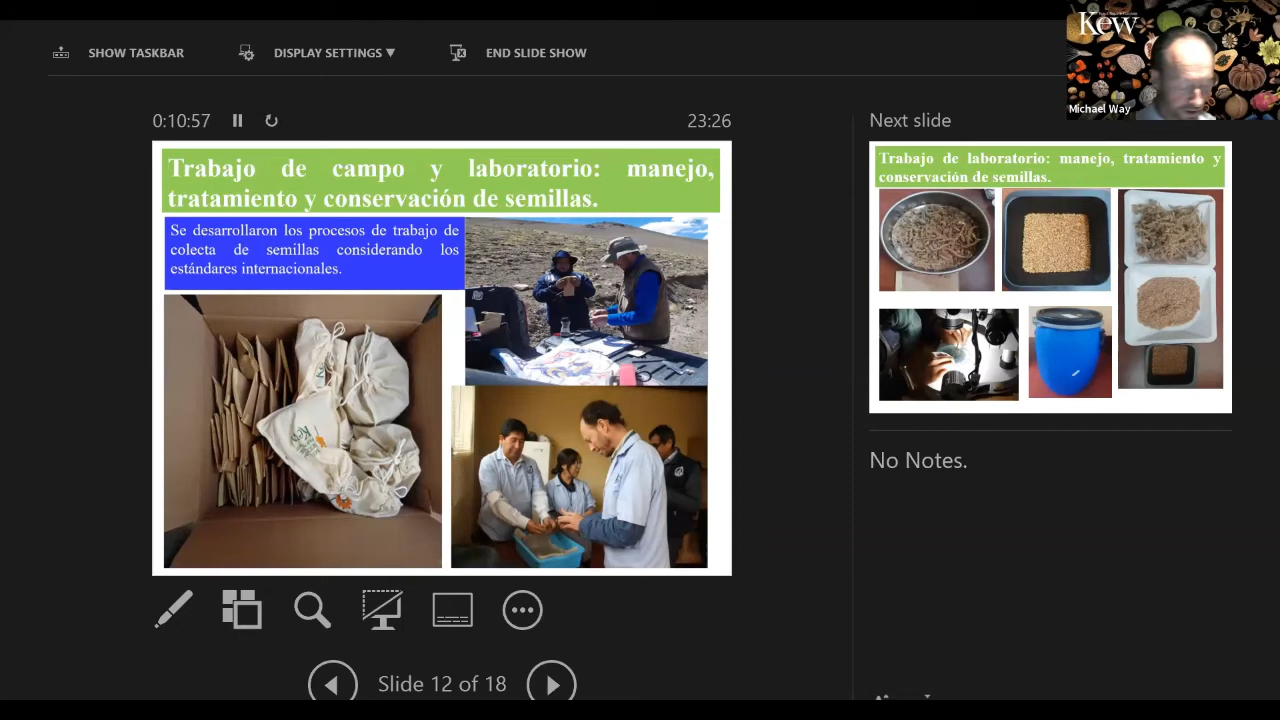 SHOW TASKBAR
DISPLAY SETTINGS ▼
END SLIDE SHOW
Kew
Michael Way
0:10:57
23:26
Next slide
Trabajo de campo y laboratorio: manejo,
tratamiento y conservación de semillas.
Se desarrollaron los procesos de trabajo de
colecta de semillas considerando los
estándares internacionales.
Kew
Trabajo de laboratorio: manejo, tratamiento y
conservación de semillas.
No Notes.
Slide 12 of 18